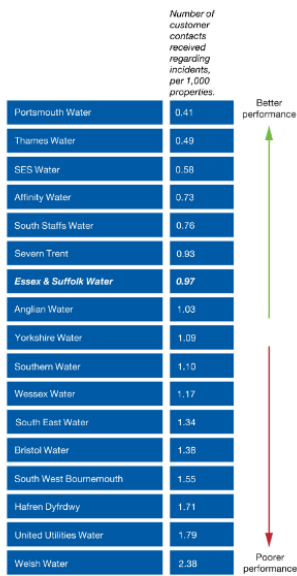 Number of
customer
contacts
received
regarding
incidents,
per 1,000
properties.
Better
performance
Portsmouth Water 0.41
Thames Water 0.49
SES Water 0.58
Affinity Water 0.73
South Staffs Water 0.76
Severn Trent 0.93
Essex & Suffolk Water 0.97
Anglian Water 1.03
Yorkshire Water 1.09
Southern Water 1.10
Wessex Water 1.17
South East Water 1.34
Bristol Water 1.38
South West Bournemouth 1.55
Hafren Dyfrdwy 1.71
United Utilities Water 1.79
Welsh Water 2.38
Poorer
performance